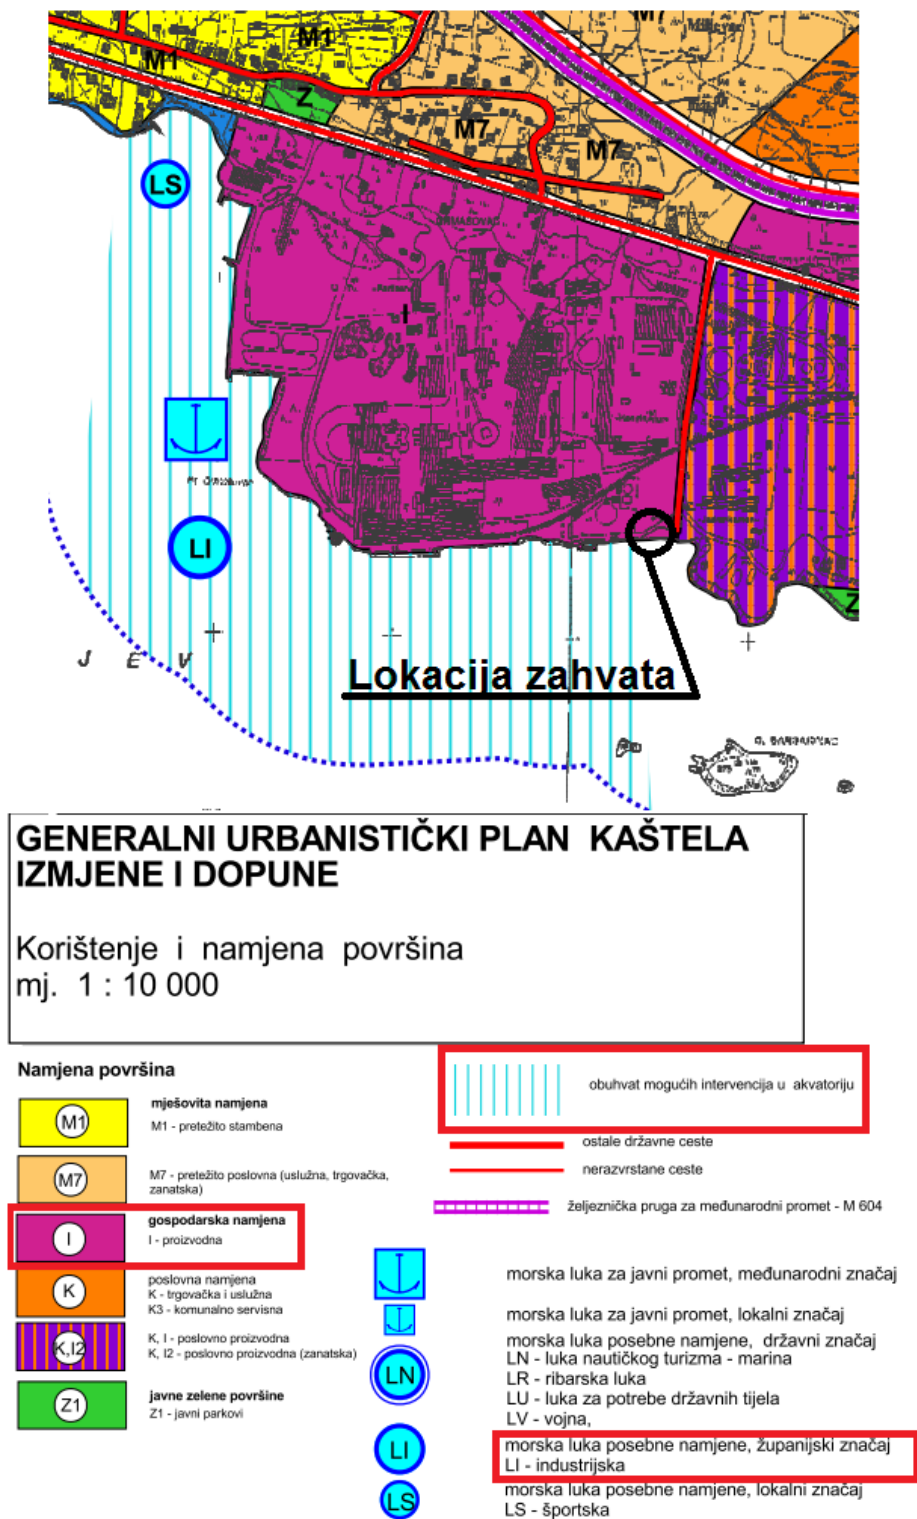 M7
M1
M1
Z
M7
M7
LS
I
LI
Z
J E V
Lokacija zahvata
GENERALNI URBANISTIČKI PLAN KAŠTELA
IZMJENE I DOPUNE
Korištenje i namjena površina
mj. 1 : 10 000
Namjena površina
M1
mješovita namjena
M1 - pretežito stambena
M7
M7 - pretežito poslovna (uslužna, trgovačka,
zanatska)
I
gospodarska namjena
I - proizvodna
K
poslovna namjena
K - trgovačka i uslužna
K3 - komunalno servisna
K,I2
K, I - poslovno proizvodna
K, I2 - poslovno proizvodna (zanatska)
Z1
javne zelene površine
Z1 - javni parkovi
obuhvat mogućih intervencija u akvatoriju
ostale državne ceste
nerazvrstane ceste
željeznička pruga za međunarodni promet - M 604
morska luka za javni promet, međunarodni značaj
morska luka za javni promet, lokalni značaj
LN
morska luka posebne namjene, državni značaj
LN - luka nautičkog turizma - marina
LR - ribarska luka
LU - luka za potrebe državnih tijela
LV - vojna,
LI
morska luka posebne namjene, županijski značaj
LI - industrijska
LS
morska luka posebne namjene, lokalni značaj
LS - športska